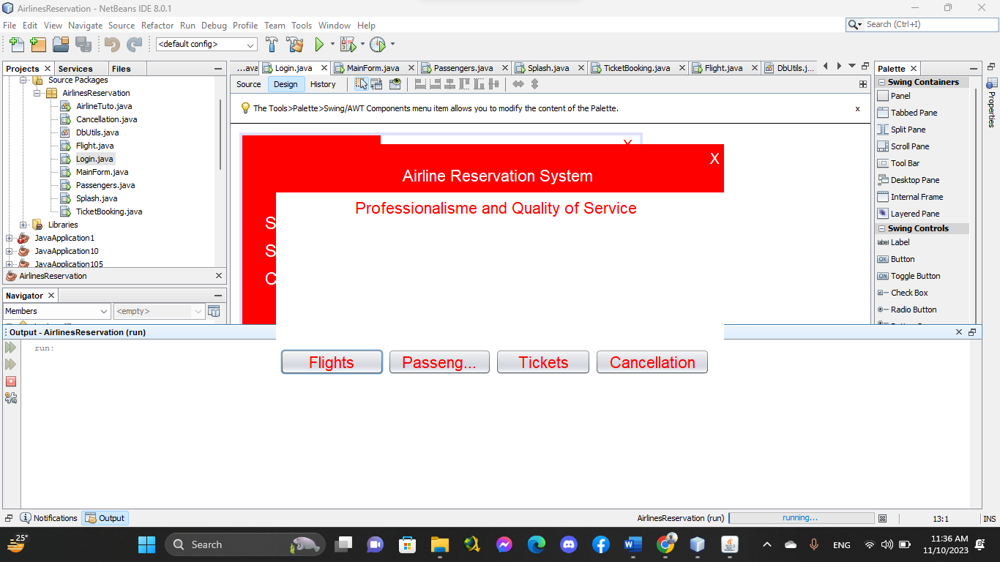 AirlinesReservation - NetBeans IDE 8.0.1
File Edit View Navigate Source Refactor Run Debug Profile Team Tools Window Help
Search (Ctrl+I)
<default config>
Projects X Services Files
Source Packages
AirlinesReservation
AirlineTuto.java
Cancellation.java
DbUtils.java
Flight.java
Login.java
MainForm.java
Passengers.java
Splash.java
TicketBooking.java
Libraries
JavaApplication1
JavaApplication10
JavaApplication105
AirlinesReservation
Navigator
Members
<empty>
...ava Login.java MainForm.java Passengers.java Splash.java TicketBooking.java Flight.java DbUtils.j...
Source Design History
The Tools>Palette>Swing/AWT Components menu item allows you to modify the content of the Palette. x
X
X
Airline Reservation System
Professionalisme and Quality of Service
S
S
C
Flights Passeng... Tickets Cancellation
Palette
Swing Containers
Panel
Tabbed Pane
Split Pane
Scroll Pane
Tool Bar
Desktop Pane
Internal Frame
Layered Pane
Swing Controls
label Label
OK Button
ON Toggle Button
Check Box
Radio Button
Properties
Output - AirlinesReservation (run)
run:
Notifications Output
AirlinesReservation (run) running... 13:1 INS
25°
Search
ENG
11:36 AM
11/10/2023